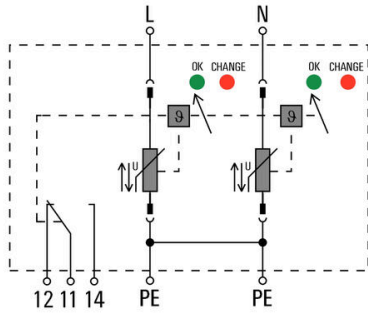 L N
OK CHANGE OK CHANGE
ϑ ϑ
U U
12 11 14 PE PE